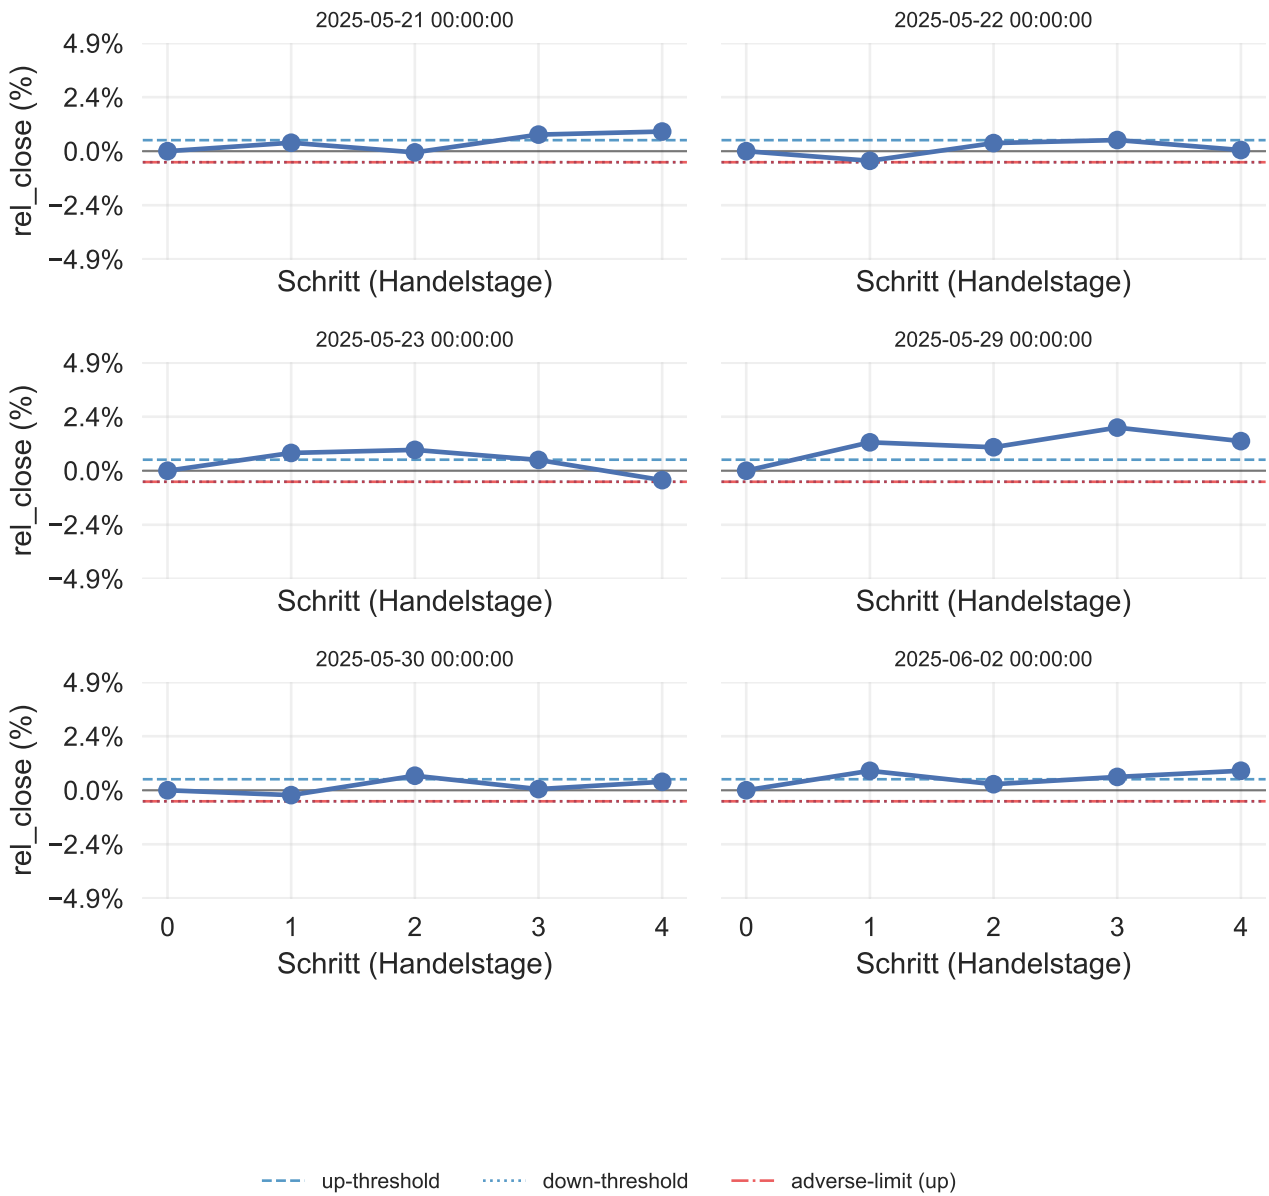 2025-05-21 00:00:00
2025-05-22 00:00:00
4.9%
2.4%
0.0%
−2.4%
−4.9%
rel_close (%)
Schritt (Handelstage)
Schritt (Handelstage)
2025-05-23 00:00:00
2025-05-29 00:00:00
4.9%
2.4%
0.0%
−2.4%
−4.9%
rel_close (%)
Schritt (Handelstage)
Schritt (Handelstage)
2025-05-30 00:00:00
2025-06-02 00:00:00
4.9%
2.4%
0.0%
−2.4%
−4.9%
rel_close (%)
0 1 2 3 4
0 1 2 3 4
Schritt (Handelstage)
Schritt (Handelstage)
up-threshold down-threshold adverse-limit (up)